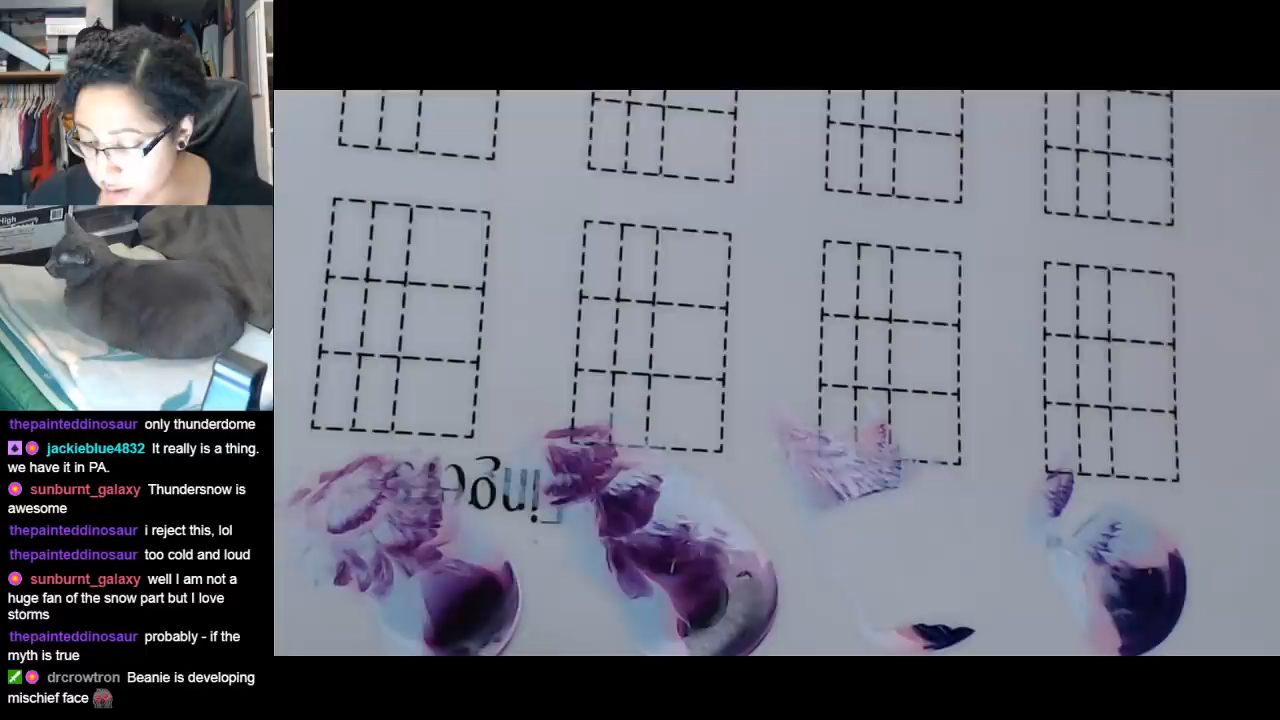 High
thepainteddinosaur only thunderdome
jackieblue4832 It really is a thing.
we have it in PA.
sunburnt_galaxy Thundersnow is
awesome
thepainteddinosaur i reject this, lol
thepainteddinosaur too cold and loud
sunburnt_galaxy well I am not a
huge fan of the snow part but I love
storms
thepainteddinosaur probably - if the
myth is true
drcrowtron Beanie is developing
mischief face